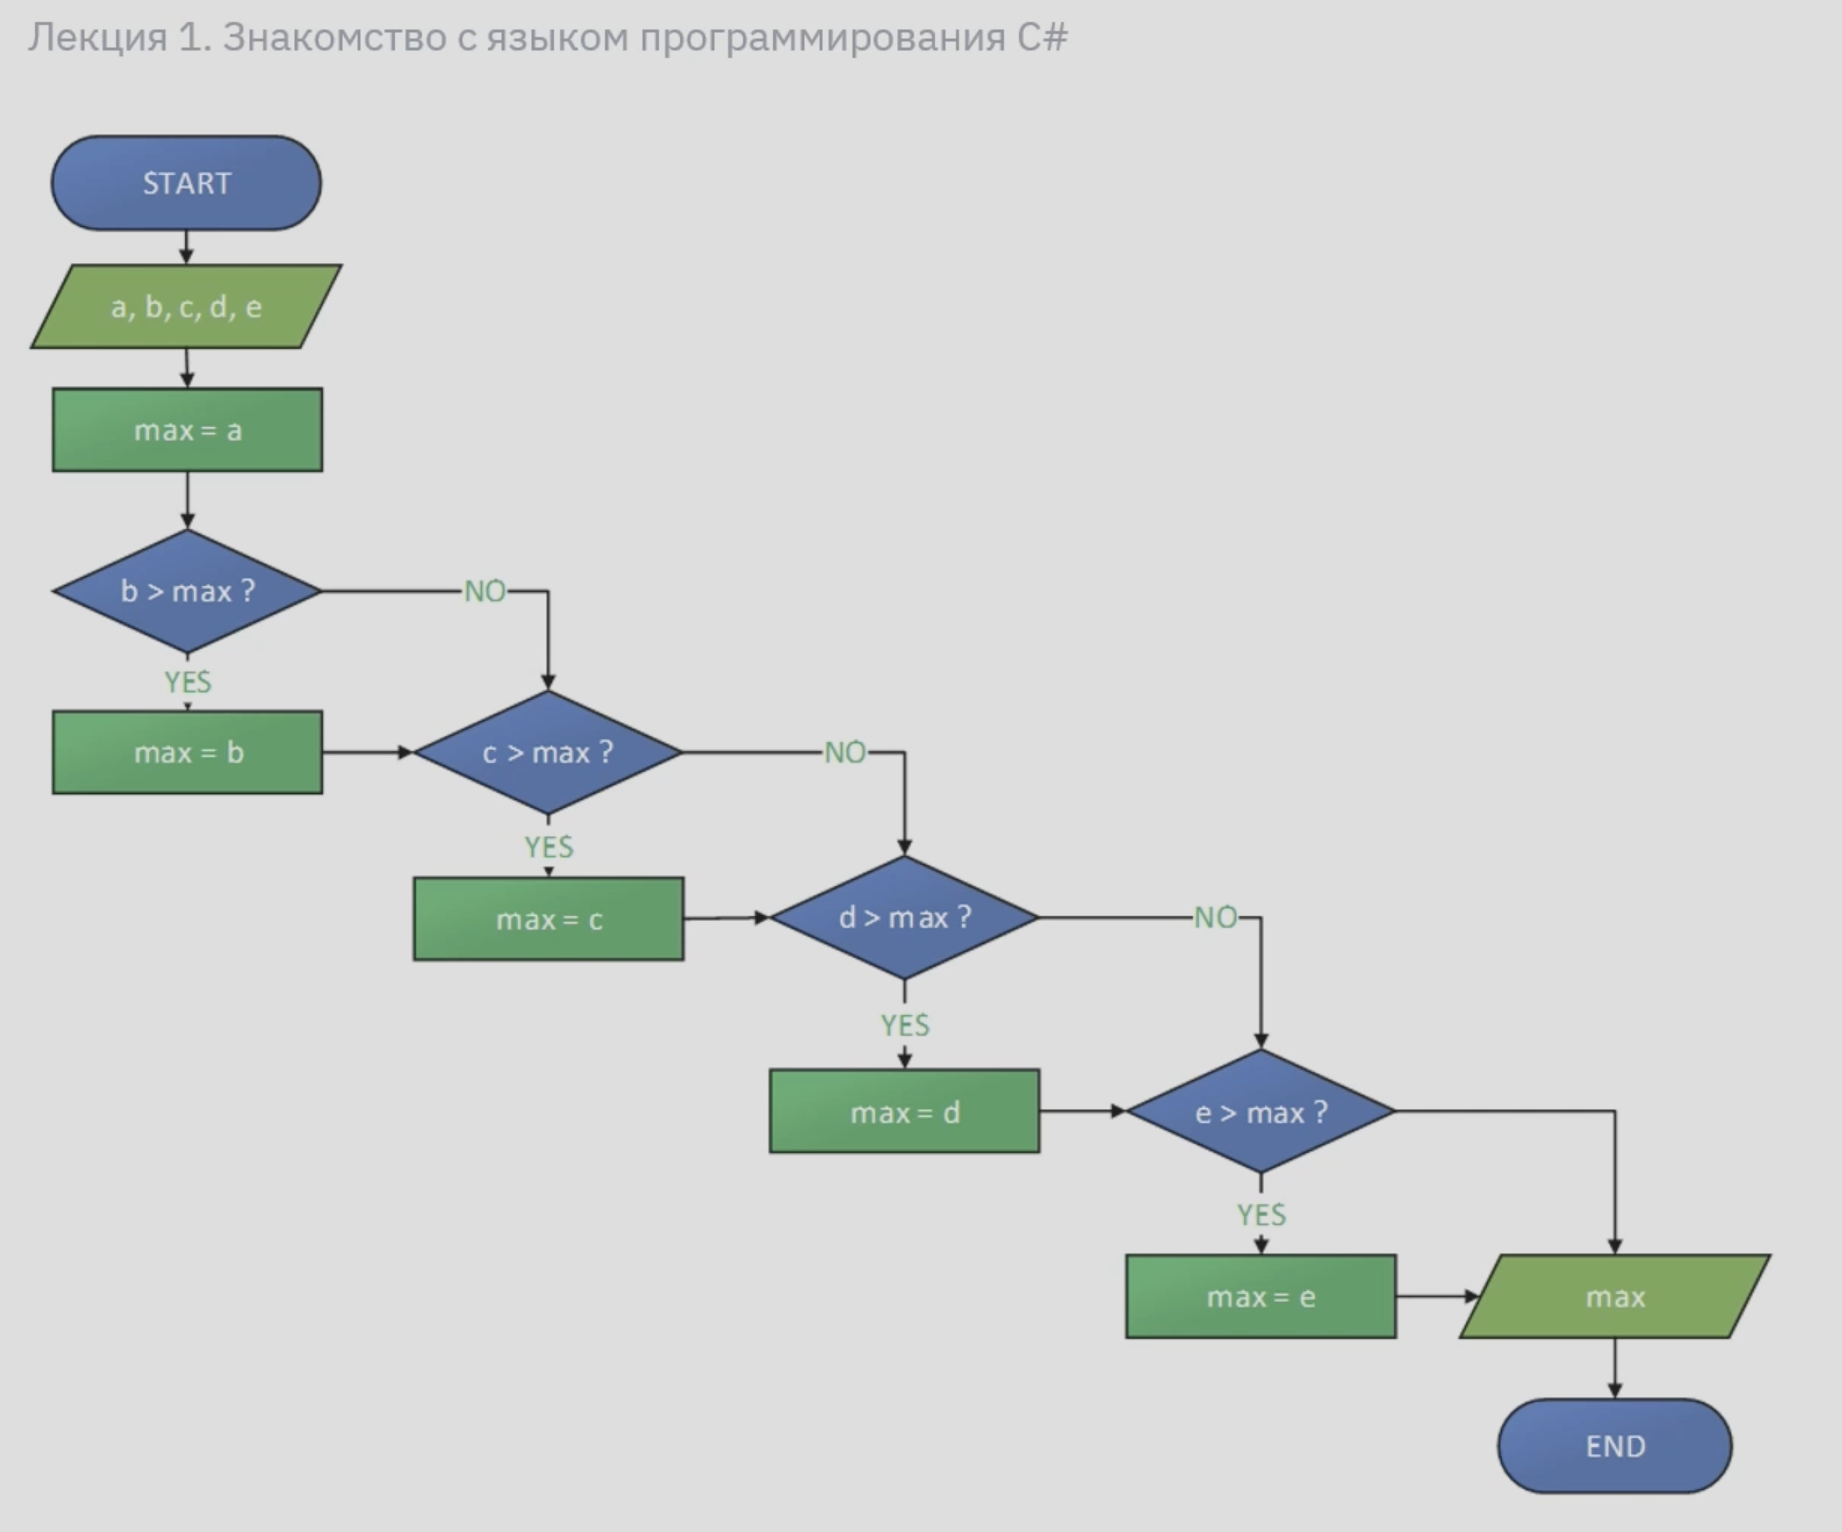 Лекция 1. Знакомство с языком программирования C#
START
a, b, c, d, e
max = a
b > max ?
NO
YES
max = b
c > max ?
NO
YES
max = c
d > max ?
NO
YES
max = d
e > max ?
YES
max = e
max
END